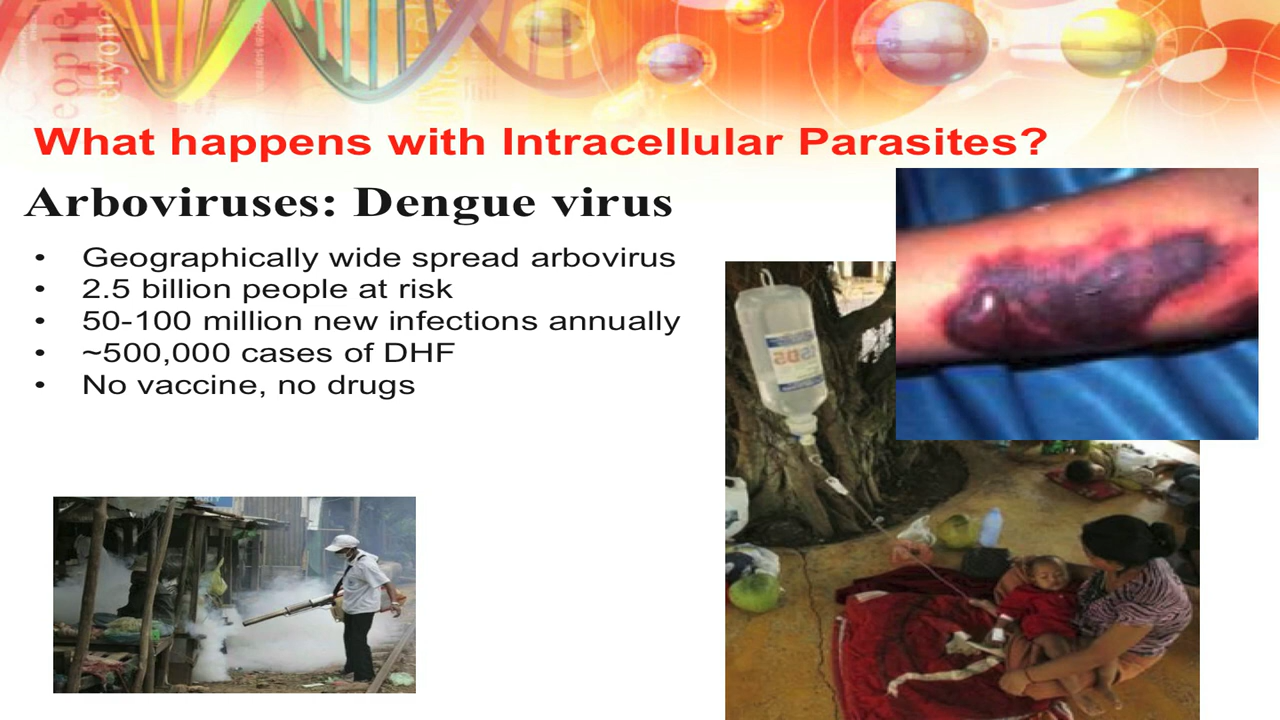 What happens with Intracellular Parasites?
Arboviruses: Dengue virus
• Geographically wide spread arbovirus
• 2.5 billion people at risk
• 50-100 million new infections annually
• ~500,000 cases of DHF
• No vaccine, no drugs